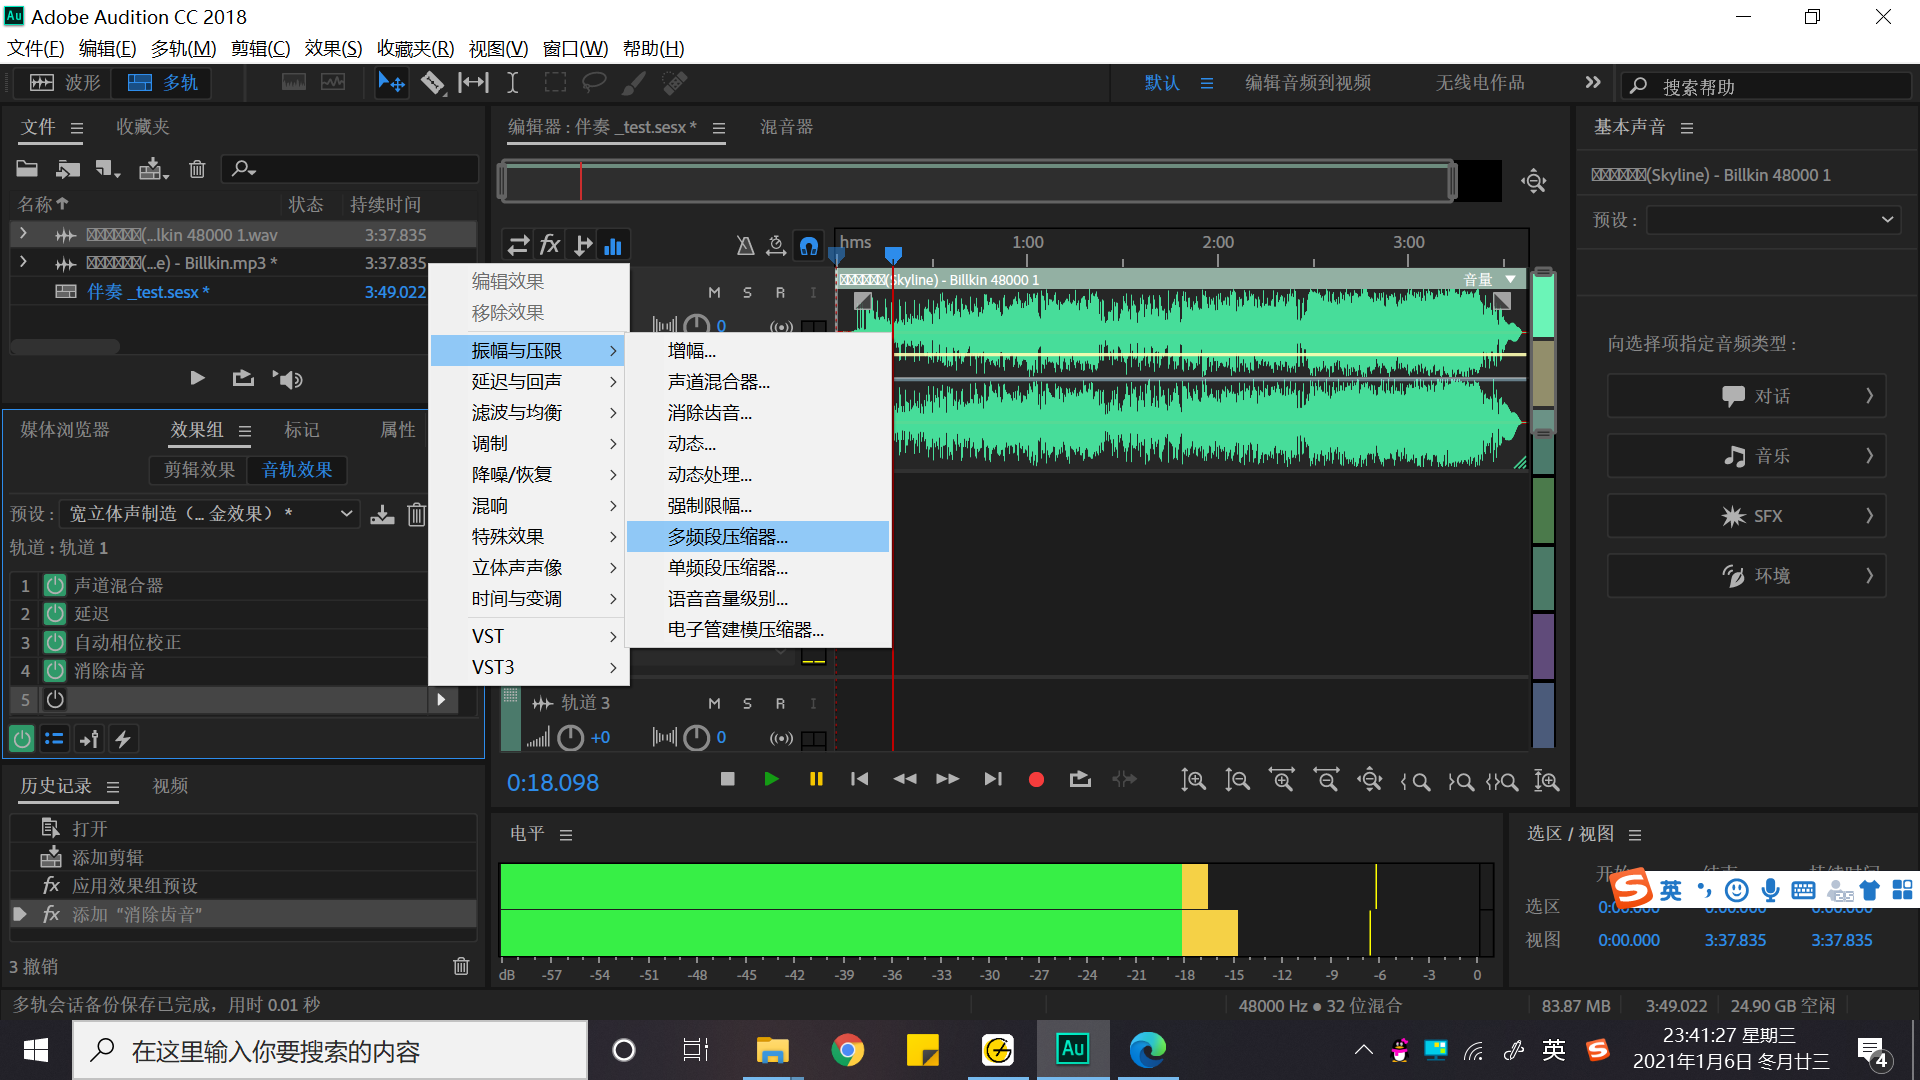 Au Adobe Audition CC 2018
文件(F) 编辑(E) 多轨(M) 剪辑(C) 效果(S) 收藏夹(R) 视图(V) 窗口(W) 帮助(H)
波形 多轨 默认 编辑音频到视频 无线电作品 搜索帮助
文件 收藏夹
名称 状态 持续时间
(...lkin 48000 1.wav 3:37.835
(...e) - Billkin.mp3 * 3:37.835
伴奏 _test.sesx * 3:49.022
媒体浏览器 效果组 标记 属性
剪辑效果 音轨效果
预设: 宽立体声制造（... 金效果）*
轨道 : 轨道 1
1 声道混合器
2 延迟
3 自动相位校正
4 消除齿音
5
历史记录 视频
打开
添加剪辑
fx 应用效果组预设
fx 添加 "消除齿音"
3 撤销
多轨会话备份保存已完成，用时 0.01 秒
编辑器 : 伴奏 _test.sesx * 混音器
fx
hms 1:00 2:00 3:00
(Skyline) - Billkin 48000 1 音量
M S R I
0
编辑效果
移除效果
振幅与压限
延迟与回声
滤波与均衡
调制
降噪/恢复
混响
特殊效果
立体声声像
时间与变调
VST
VST3
增幅...
声道混合器...
消除齿音...
动态...
动态处理...
强制限幅...
多频段压缩器...
单频段压缩器...
语音音量级别...
电子管建模压缩器...
轨道 3 M S R I
+0 0
0:18.098
电平
dB -57 -54 -51 -48 -45 -42 -39 -36 -33 -30 -27 -24 -21 -18 -15 -12 -9 -6 -3 0
基本声音
(Skyline) - Billkin 48000 1
预设 :
向选择项指定音频类型 :
对话
音乐
SFX
环境
选区 / 视图
选区 0:00.000 0:00.000 0:00.000
视图 0:00.000 3:37.835 3:37.835
S 英
48000 Hz ● 32 位混合 83.87 MB 3:49.022 24.90 GB 空闲
在这里输入你要搜索的内容
Au
英 S
23:41:27 星期三
2021年1月6日 冬月廿三
4